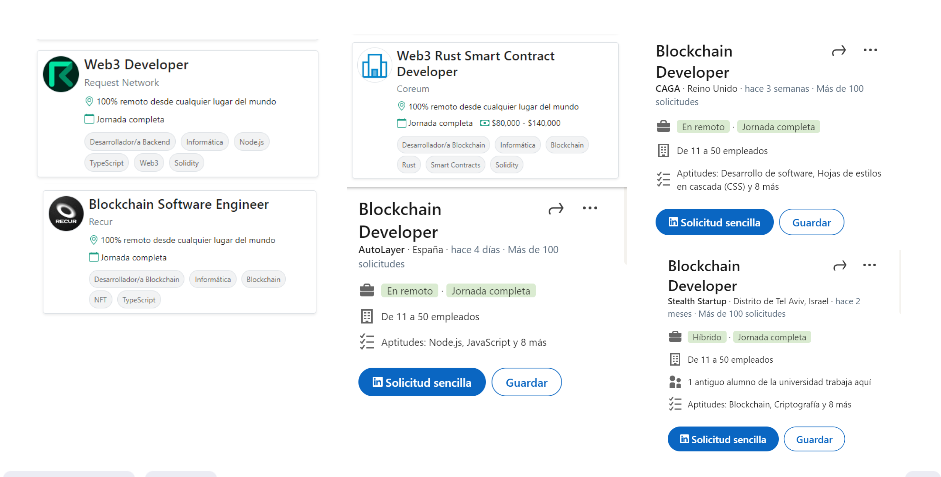 Web3 Developer
Request Network
100% remoto desde cualquier lugar del mundo
Jornada completa
Desarrollador/a Backend
Informática
Node.js
TypeScript
Web3
Solidity
RECUR
Blockchain Software Engineer
Recur
100% remoto desde cualquier lugar del mundo
Jornada completa
Desarrollador/a Blockchain
Informática
Blockchain
NFT
TypeScript
Web3 Rust Smart Contract
Developer
Coreum
100% remoto desde cualquier lugar del mundo
Jornada completa $80,000 - $140.000
Desarrollador/a Blockchain
Informática
Blockchain
Rust
Smart Contracts
Solidity
Blockchain
Developer
AutoLayer · España · hace 4 días · Más de 100
solicitudes
En remoto · Jornada completa
De 11 a 50 empleados
Aptitudes: Node.js, JavaScript y 8 más
in Solicitud sencilla
Guardar
Blockchain
Developer
CAGA · Reino Unido · hace 3 semanas · Más de 100
solicitudes
En remoto · Jornada completa
De 11 a 50 empleados
Aptitudes: Desarrollo de software, Hojas de estilos
en cascada (CSS) y 8 más
in Solicitud sencilla
Guardar
Blockchain
Developer
Stealth Startup · Distrito de Tel Aviv, Israel · hace 2
meses · Más de 100 solicitudes
Híbrido · Jornada completa
De 11 a 50 empleados
1 antiguo alumno de la universidad trabaja aquí
Aptitudes: Blockchain, Criptografía y 8 más
in Solicitud sencilla
Guardar